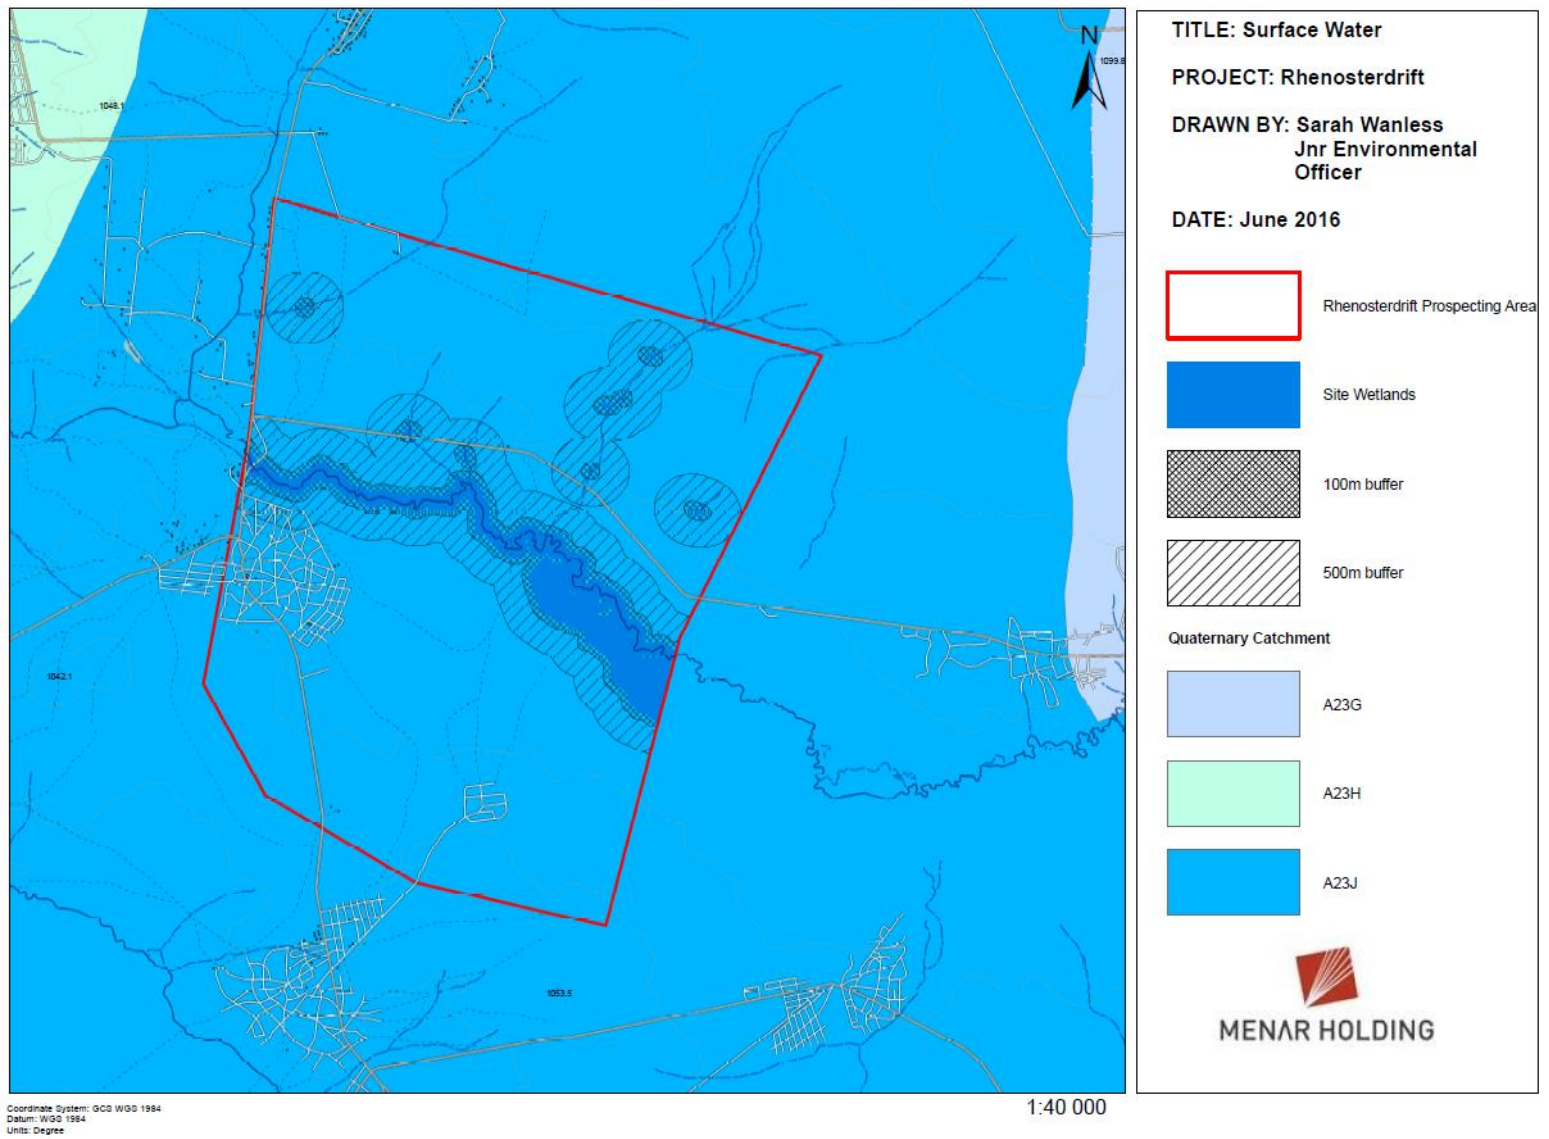 N
1099.8
1048.1
1042.1
1053.5
TITLE: Surface Water
PROJECT: Rhenosterdrift
DRAWN BY: Sarah Wanless
Jnr Environmental
Officer
DATE: June 2016
Rhenosterdrift Prospecting Area
Site Wetlands
100m buffer
500m buffer
Quaternary Catchment
A23G
A23H
A23J
MENAR HOLDING
Coordinate System: GCS WGS 1984
Datum: WGS 1984
Units: Degree
1:40 000